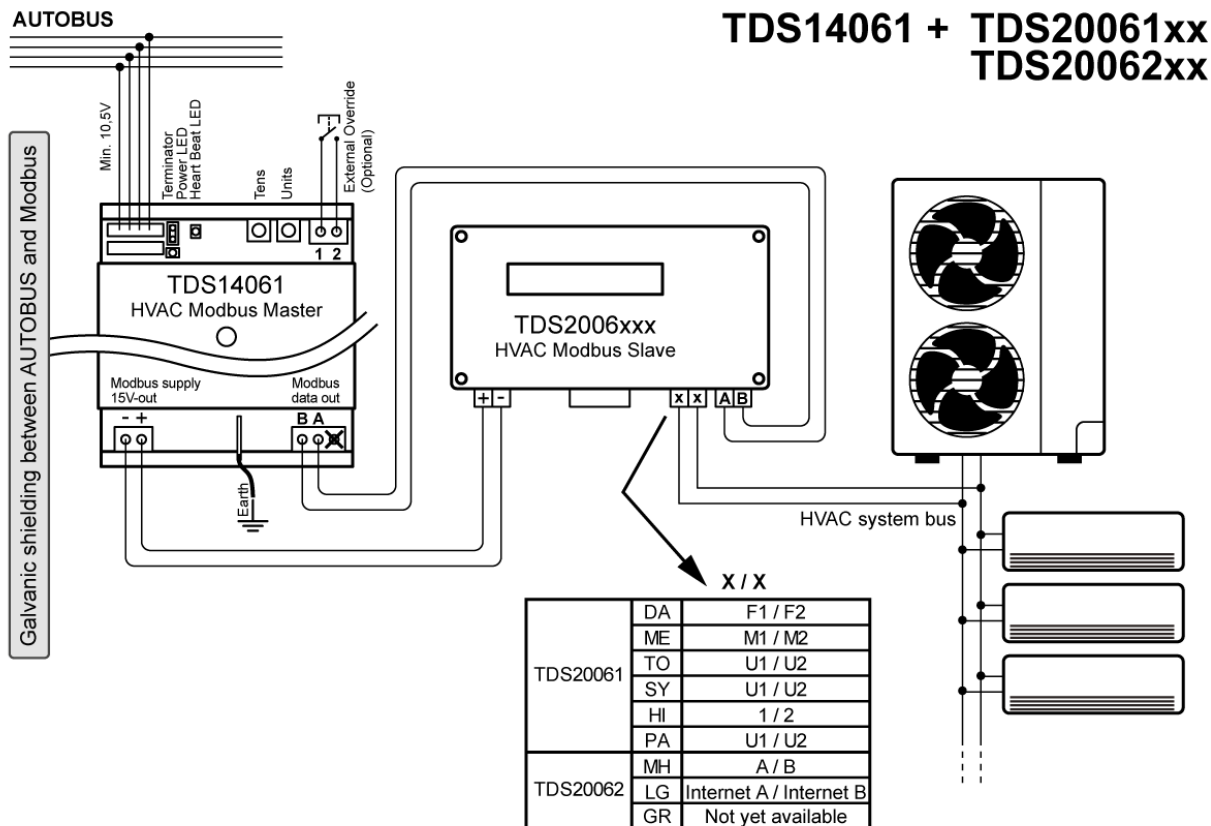 AUTOBUS
TDS14061 + TDS20061xx
TDS20062xx
Galvanic shielding between AUTOBUS and Modbus
Min. 10,5V
Terminator
Power LED
Heart Beat LED
Tens
Units
External Override
(Optional)
1 2
TDS14061
HVAC Modbus Master
Modbus supply
15V-out
Modbus
data out
- +
B A
Earth
TDS2006xxx
HVAC Modbus Slave
+ -
x x
A B
HVAC system bus
X / X
TDS20061
DA F1 / F2
ME M1 / M2
TO U1 / U2
SY U1 / U2
HI 1 / 2
PA U1 / U2
TDS20062
MH A / B
LG Internet A / Internet B
GR Not yet available